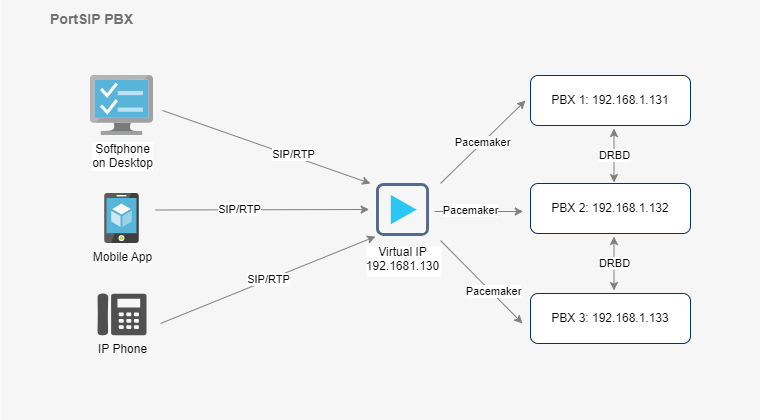 PortSIP PBX
Softphone
on Desktop
SIP/RTP
Mobile App
SIP/RTP
IP Phone
SIP/RTP
Virtual IP
192.1681.130
Pacemaker
Pacemaker
Pacemaker
PBX 1: 192.168.1.131
DRBD
PBX 2: 192.168.1.132
DRBD
PBX 3: 192.168.1.133